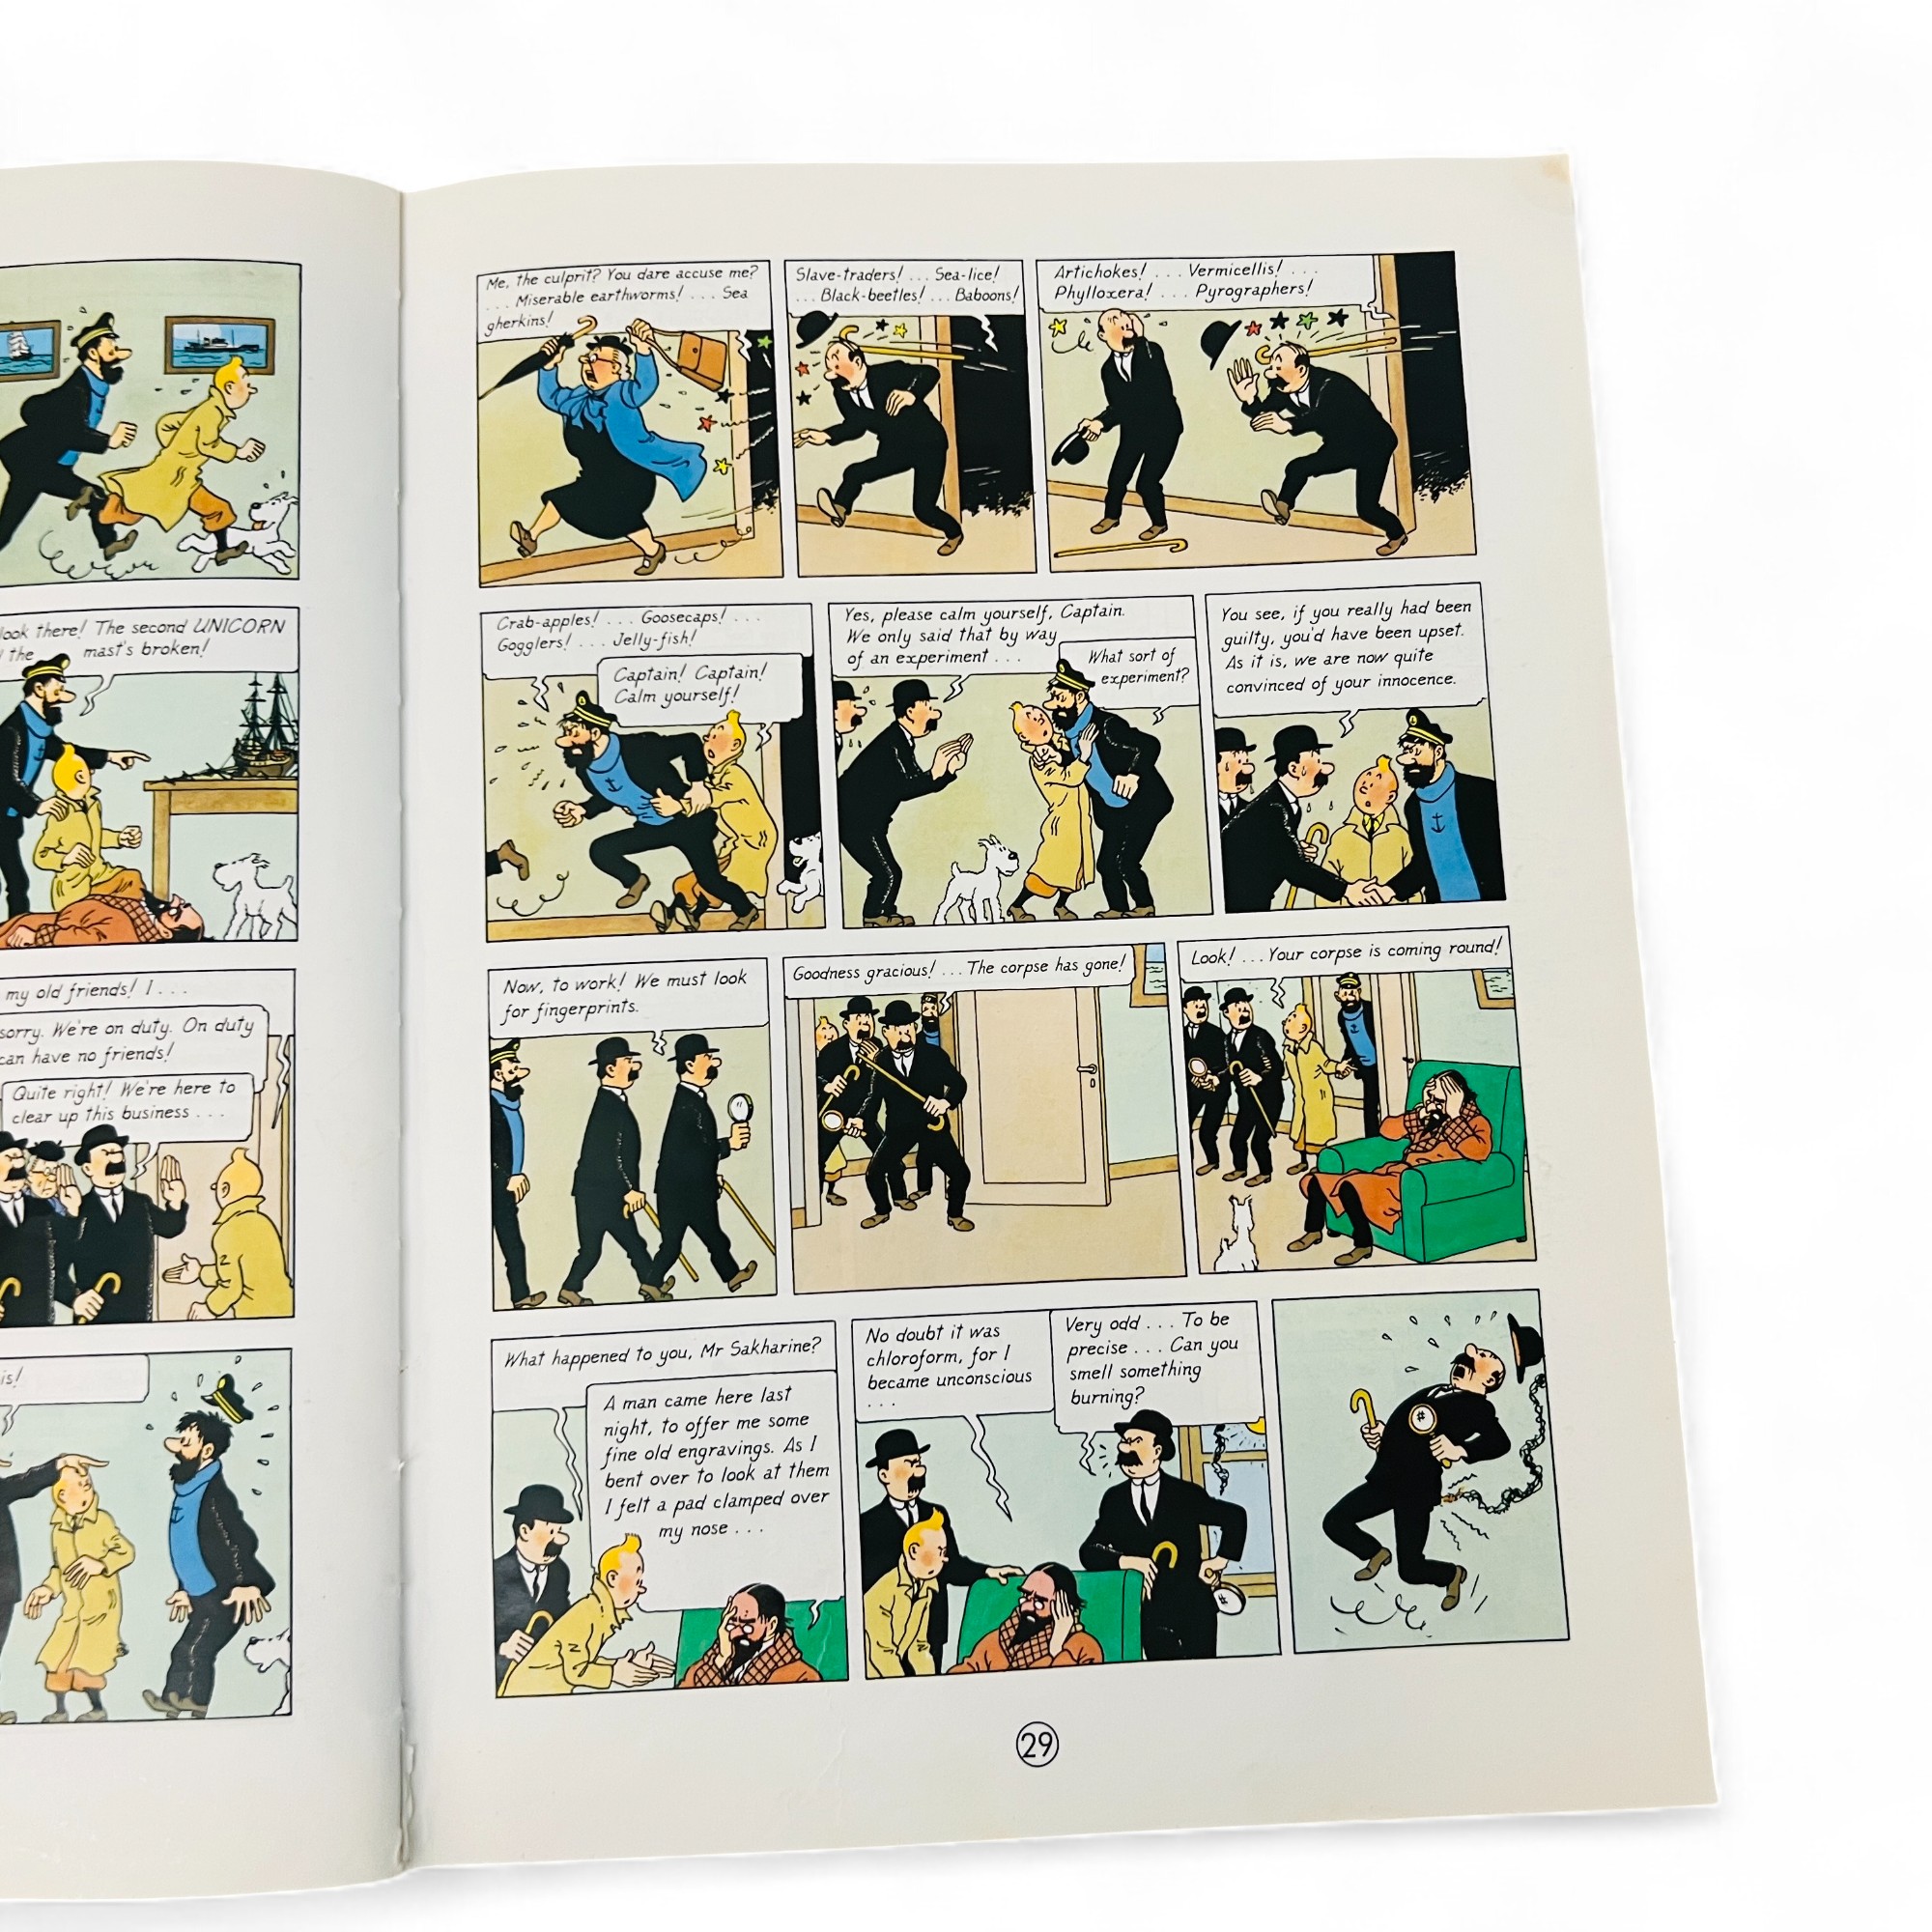 look there! The second UNICORN
the mast's broken!
my old friends! I . . .
sorry. We're on duty. On duty
can have no friends!
Quite right! We're here to
clear up this business . . .
is!
Me, the culprit? You dare accuse me?
. . . Miserable earthworms! . . . Sea
gherkins!
Slave-traders! . . . Sea-lice!
. . . Black-beetles! . . . Baboons!
Artichokes! . . . Vermicellis! . . .
Phylloxera! . . . Pyrographers!
Crab-apples! . . . Goosecaps! . . .
Gogglers! . . . Jelly-fish!
Captain! Captain!
Calm yourself!
Yes, please calm yourself, Captain.
We only said that by way
of an experiment . . .
What sort of
experiment?
You see, if you really had been
guilty, you'd have been upset.
As it is, we are now quite
convinced of your innocence.
Now, to work! We must look
for fingerprints.
Goodness gracious! . . . The corpse has gone!
Look! . . . Your corpse is coming round!
What happened to you, Mr Sakharine?
A man came here last
night, to offer me some
fine old engravings. As I
bent over to look at them
I felt a pad clamped over
my nose . . .
No doubt it was
chloroform, for I
became unconscious
. . .
Very odd . . . To be
precise . . . Can you
smell something
burning?
29